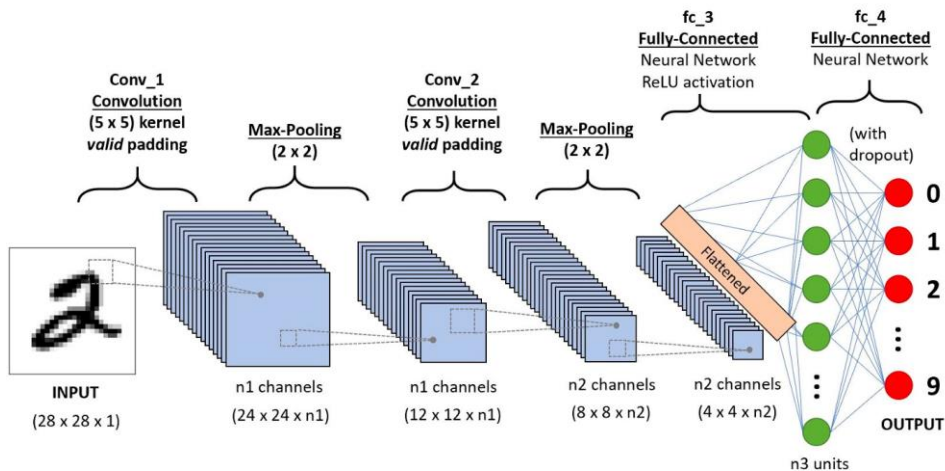 fc_3
Fully-Connected
Neural Network
ReLU activation
fc_4
Fully-Connected
Neural Network
Conv_1
Convolution
(5 x 5) kernel
valid padding
Max-Pooling
(2 x 2)
Conv_2
Convolution
(5 x 5) kernel
valid padding
Max-Pooling
(2 x 2)
(with
dropout)
Flattened
0
1
2
9
INPUT
(28 x 28 x 1)
n1 channels
(24 x 24 x n1)
n1 channels
(12 x 12 x n1)
n2 channels
(8 x 8 x n2)
n2 channels
(4 x 4 x n2)
n3 units
OUTPUT
2